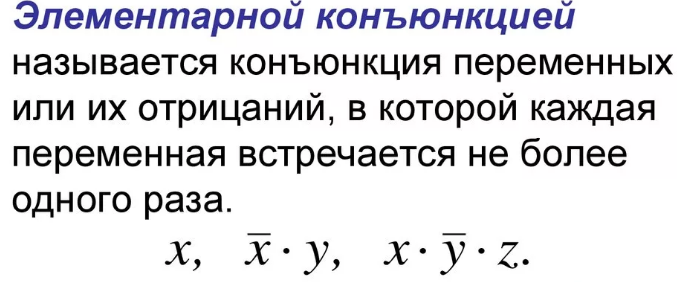 Элементарной конъюнкцией
называется конъюнкция переменных
или их отрицаний, в которой каждая
переменная встречается не более
одного раза.
x, x̅ · y, x · y̅ · z.